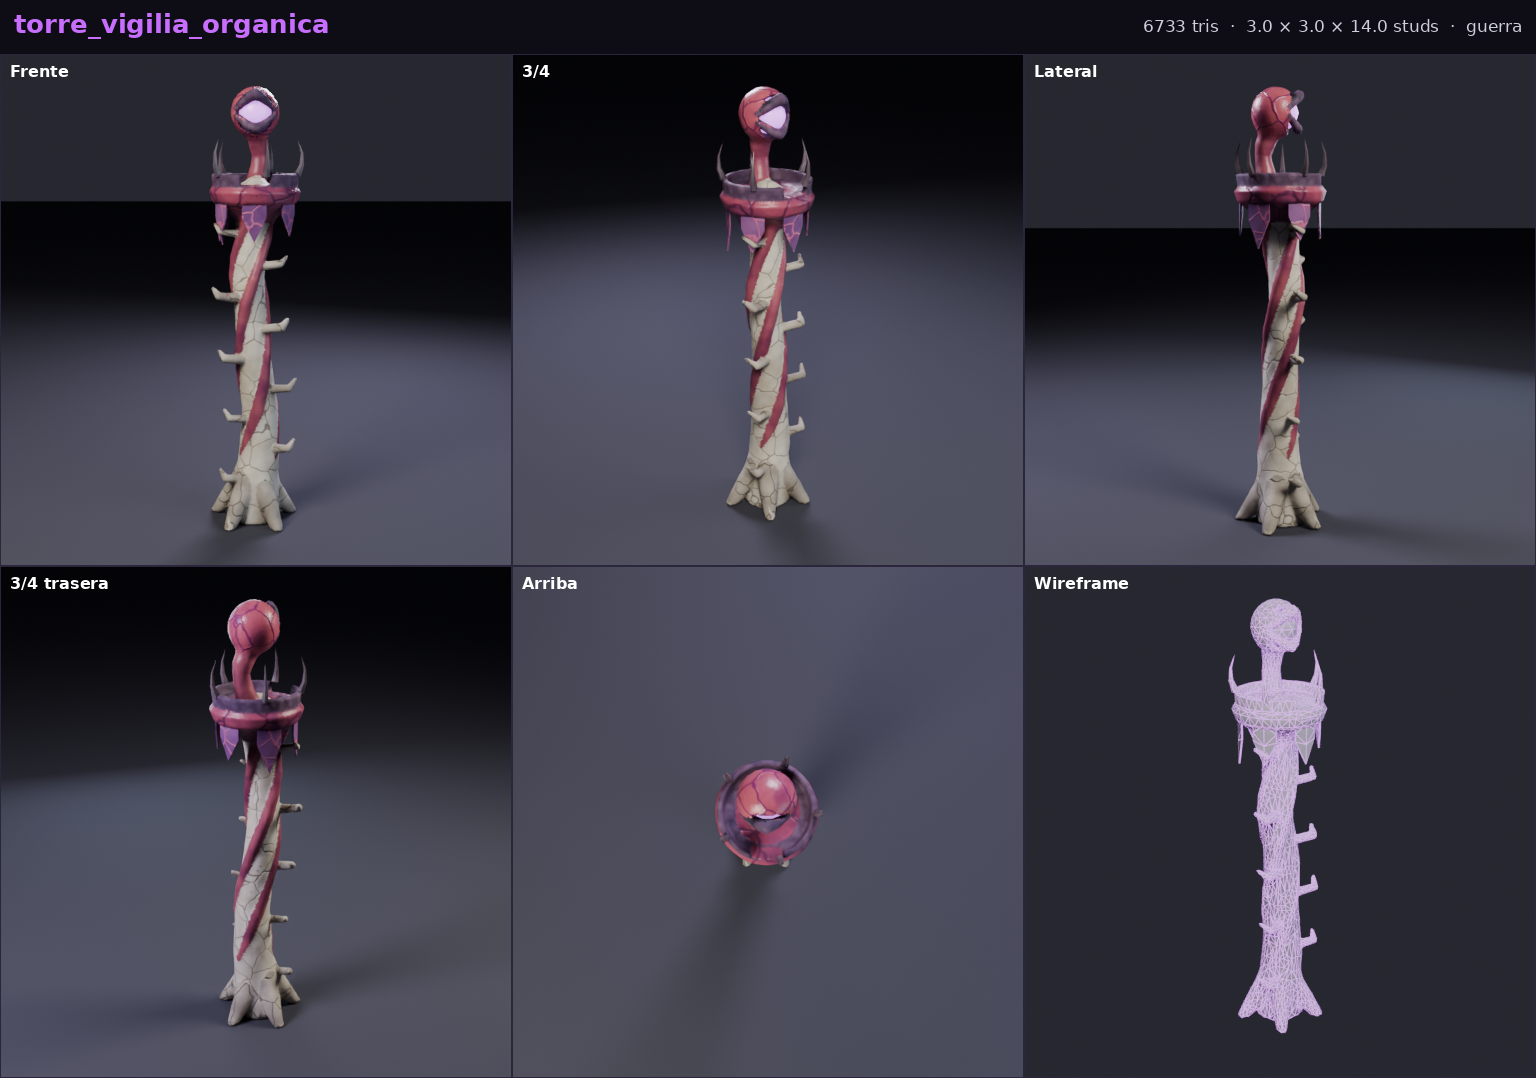 torre_vigilia_organica
6733 tris · 3.0 × 3.0 × 14.0 studs · guerra
Frente
3/4
Lateral
3/4 trasera
Arriba
Wireframe